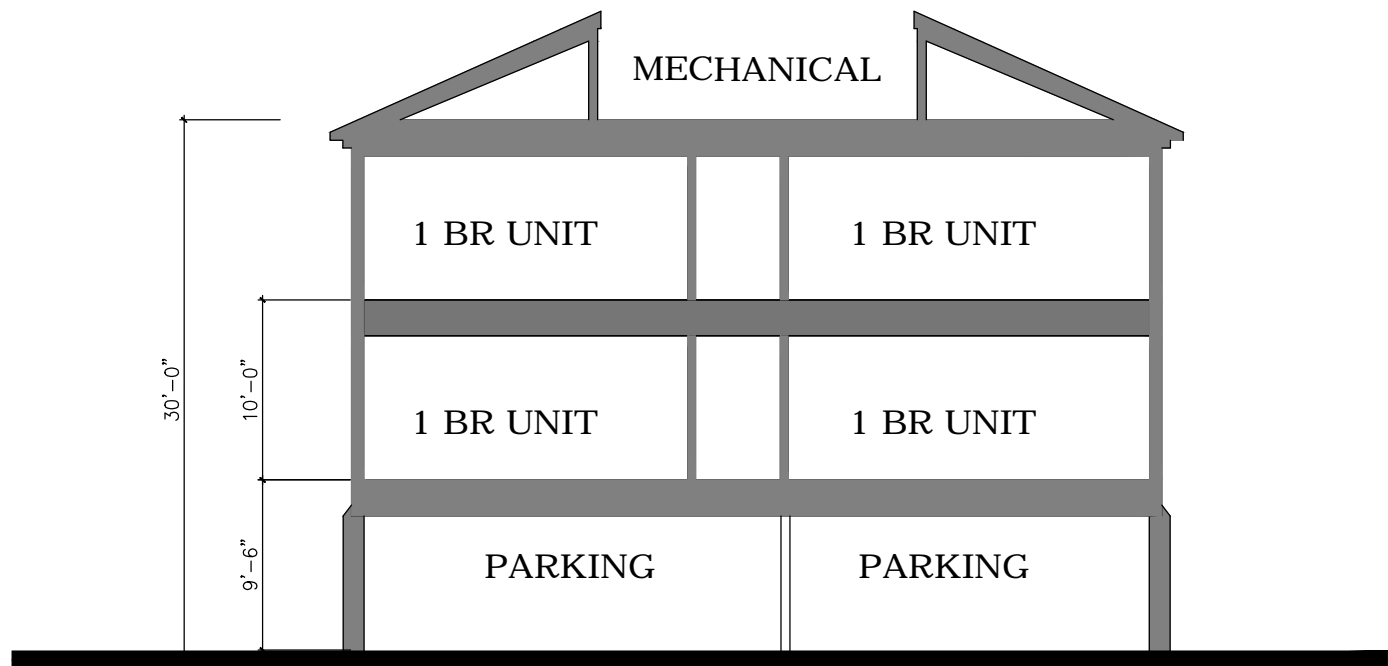 MECHANICAL
1 BR UNIT
1 BR UNIT
30'-0"
10'-0"
1 BR UNIT
1 BR UNIT
9'-6"
PARKING
PARKING